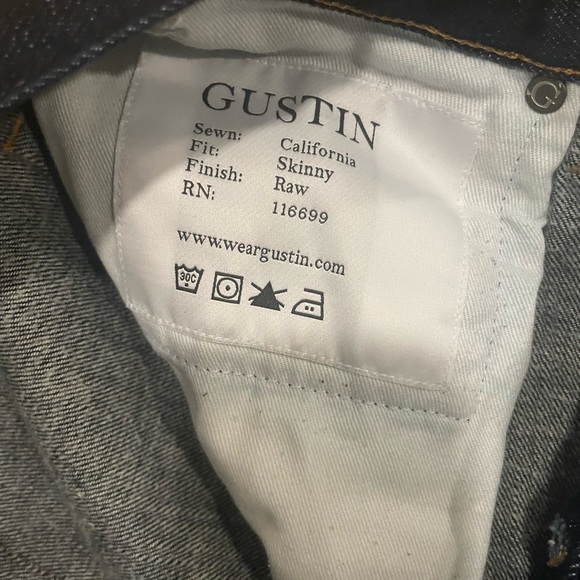 GUSTIN
Sewn: California
Fit: Skinny
Finish: Raw
RN: 116699
www.weargustin.com
30C
G